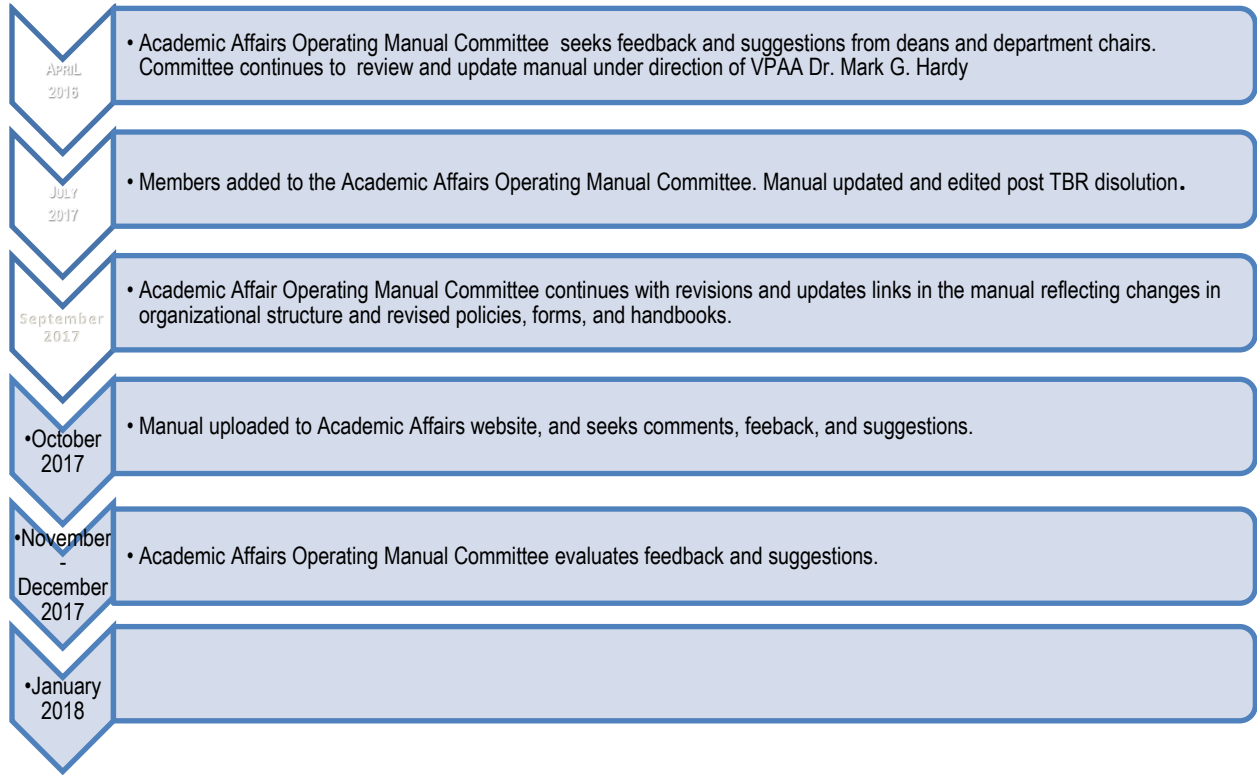 APRIL
2016
• Academic Affairs Operating Manual Committee seeks feedback and suggestions from deans and department chairs.
Committee continues to review and update manual under direction of VPAA Dr. Mark G. Hardy
JULY
2017
• Members added to the Academic Affairs Operating Manual Committee. Manual updated and edited post TBR disolution.
September
2017
• Academic Affair Operating Manual Committee continues with revisions and updates links in the manual reflecting changes in
organizational structure and revised policies, forms, and handbooks.
•October
2017
• Manual uploaded to Academic Affairs website, and seeks comments, feeback, and suggestions.
•November
-
December
2017
• Academic Affairs Operating Manual Committee evaluates feedback and suggestions.
•January
2018